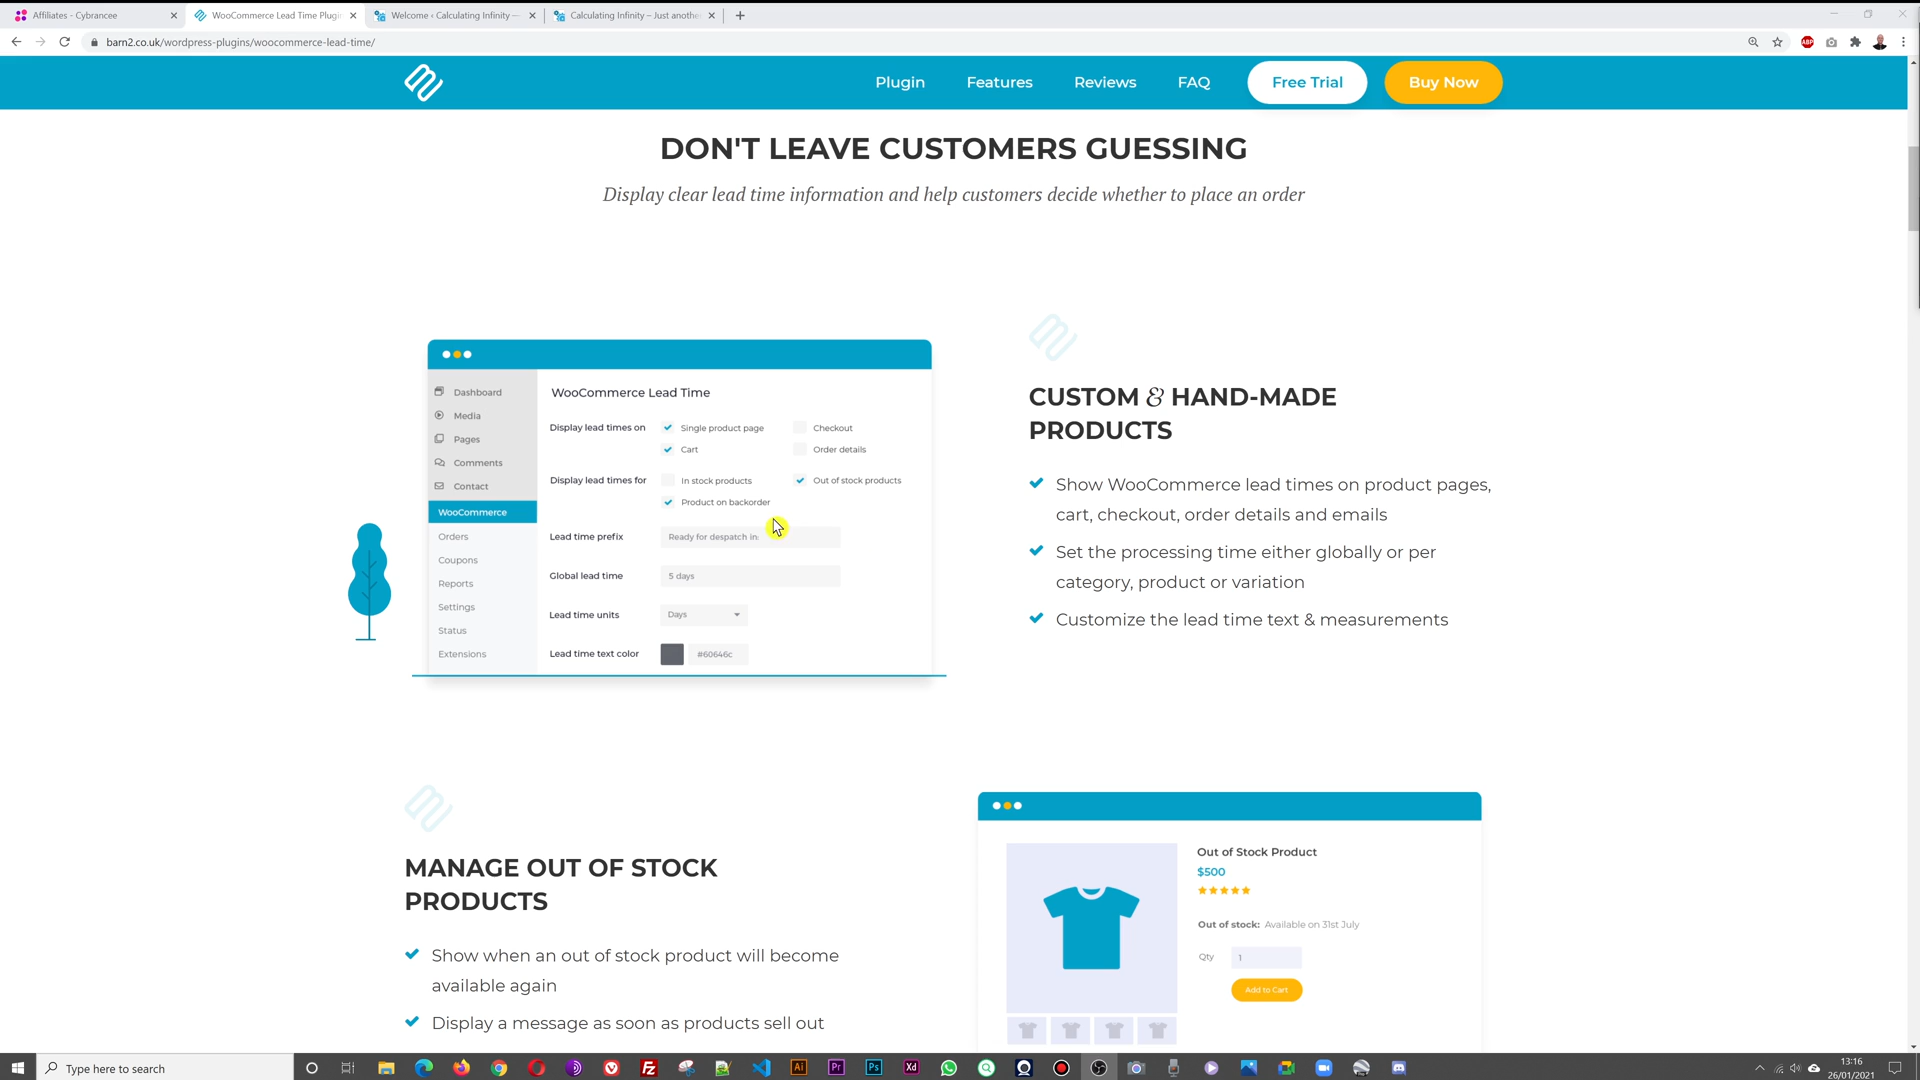 Affiliates - Cybrancee
WooCommerce Lead Time Plugi
Welcome ‹ Calculating Infinity —
Calculating Infinity – Just anothe
barn2.co.uk/wordpress-plugins/woocommerce-lead-time/
ABP
Plugin
Features
Reviews
FAQ
Free Trial
Buy Now
DON'T LEAVE CUSTOMERS GUESSING
Display clear lead time information and help customers decide whether to place an order
Dashboard
Media
Pages
Comments
Contact
WooCommerce
Orders
Coupons
Reports
Settings
Status
Extensions
WooCommerce Lead Time
Display lead times on
Single product page
Checkout
Cart
Order details
Display lead times for
In stock products
Out of stock products
Product on backorder
Lead time prefix
Ready for despatch in:
Global lead time
5 days
Lead time units
Days
Lead time text color
#60646c
CUSTOM & HAND-MADE
PRODUCTS
Show WooCommerce lead times on product pages,
cart, checkout, order details and emails
Set the processing time either globally or per
category, product or variation
Customize the lead time text & measurements
MANAGE OUT OF STOCK
PRODUCTS
Show when an out of stock product will become
available again
Display a message as soon as products sell out
Out of Stock Product
$500
Out of stock: Available on 31st July
Qty
1
Add to Cart
Type here to search
Ai
Pr
Ps
Xd
13:16
26/01/2021